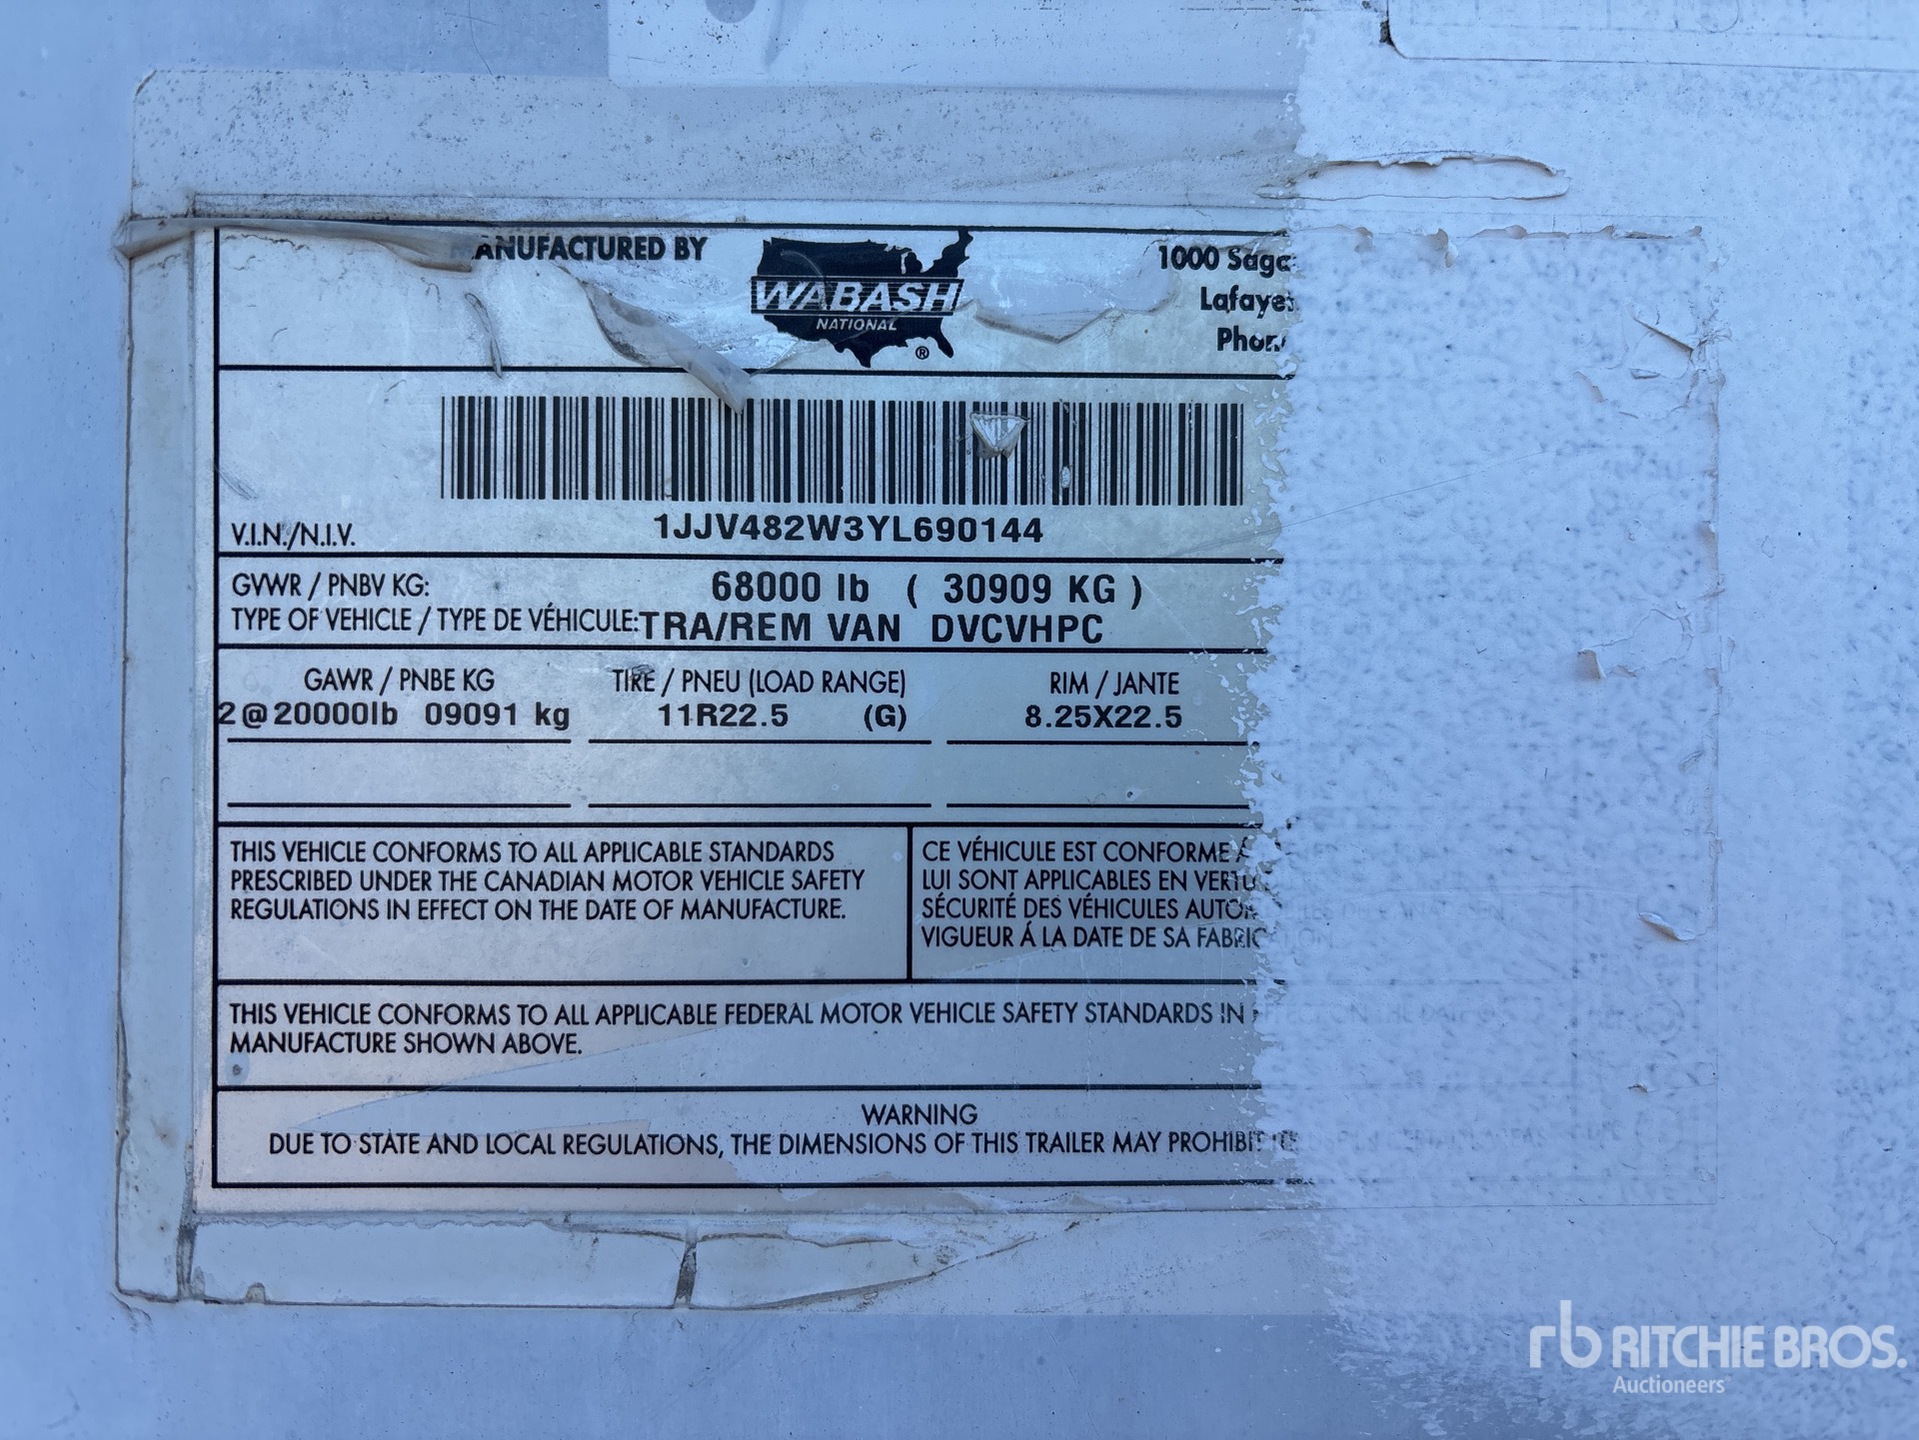 MANUFACTURED BY
WABASH
NATIONAL
®
1000
V.I.N./N.I.V. 1JJV482W3YL690144
GVWR / PNBV KG: 68000 lb ( 30909 KG )
TYPE OF VEHICLE / TYPE DE VÉHICULE: TRA/REM VAN DVCVHPC
GAWR / PNBE KG TIRE / PNEU (LOAD RANGE) RIM / JANTE
2@20000lb 09091 kg 11R22.5 (G) 8.25X22.5
THIS VEHICLE CONFORMS TO ALL APPLICABLE STANDARDS
PRESCRIBED UNDER THE CANADIAN MOTOR VEHICLE SAFETY
REGULATIONS IN EFFECT ON THE DATE OF MANUFACTURE.
CE VÉHICULE EST CONFORME
LUI SONT APPLICABLES EN
SÉCURITÉ DES VÉHICULES
VIGUEUR Á LA DATE DE SA
THIS VEHICLE CONFORMS TO ALL APPLICABLE FEDERAL MOTOR VEHICLE SAFETY STANDARDS IN
MANUFACTURE SHOWN ABOVE.
WARNING
DUE TO STATE AND LOCAL REGULATIONS, THE DIMENSIONS OF THIS TRAILER MAY PROHIBIT
rb RITCHIE BROS.
Auctioneers